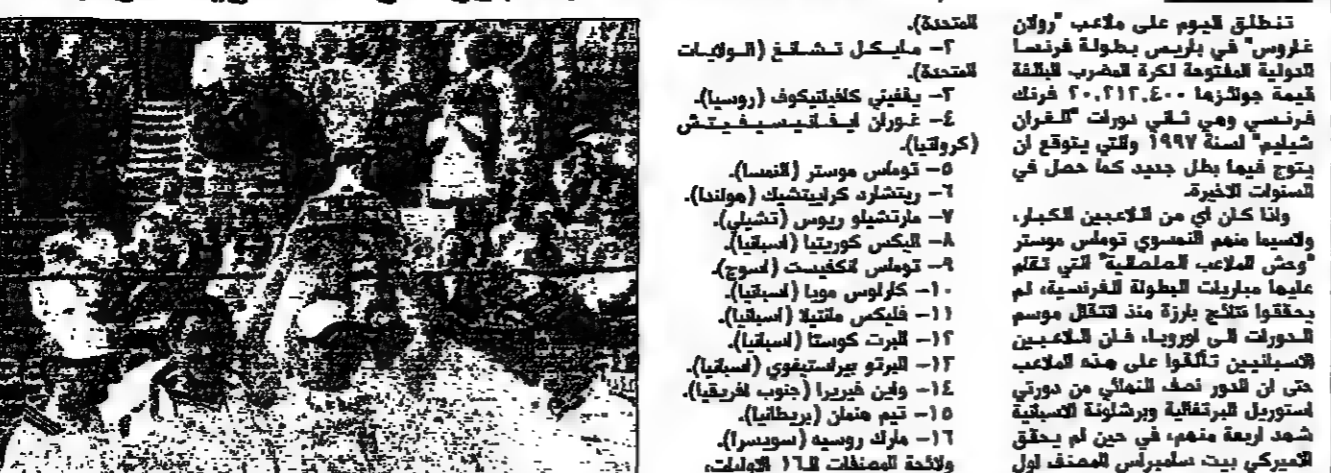 تنطلق اليوم على ملاعب "رولان
غاروس" في باريس بطولة فرنسا
الدولية المفتوحة لكرة المضرب البالغة
قيمة جوائزها ٢٠,٢١٢,٤٠٠ فرنك
فرنسي وهي ثاني دورات "الغران
شيليم" لسنة ١٩٩٧ والتي يتوقع ان
يتوج فيها بطل جديد كما حصل في
السنوات الاخيرة.
واذا كان اي من اللاعبين الكبار،
ولاسيما منهم النمسوي توماس موستر
"وحش الملاعب الصلصالية" التي تقام
عليها مباريات البطولة الفرنسية، لم
يحققوا نتائج بارزة منذ انتقال موسم
الدورات الى اوروبا، فان اللاعبين
الاسبانيين تألقوا على هذه الملاعب
حتى ان الدور نصف النهائي من دورتي
استوريل البرتغالية وبرشلونة الاسبانية
شهد اربعة منهم، في حين لم يحقق
الاميركي بيت سامبراس المصنف اول
المتحدة).
٢- مايكل تشانغ (الولايات
المتحدة).
٣- يفغيني كافيلنيكوف (روسيا).
٤- غوران ايفانيسيفيتش
(كرواتيا).
٥- توماس موستر (النمسا).
٦- ريتشارد كراييتشيك (هولندا).
٧- مارتشيلو ريوس (تشيلي).
٨- اليكس كوريتيا (اسبانيا).
٩- توماس انكفيست (اسوج).
١٠- كارلوس مويا (اسبانيا).
١١- فليكس مانتيلا (اسبانيا).
١٢- البرت كوستا (اسبانيا).
١٣- البرتو بيراستيغوي (اسبانيا).
١٤- واين فيريرا (جنوب افريقيا).
١٥- تيم هنمان (بريطانيا).
١٦- مارك روسيه (سويسرا).
ولائحة المصنفات الـ١٦ الاوليات،